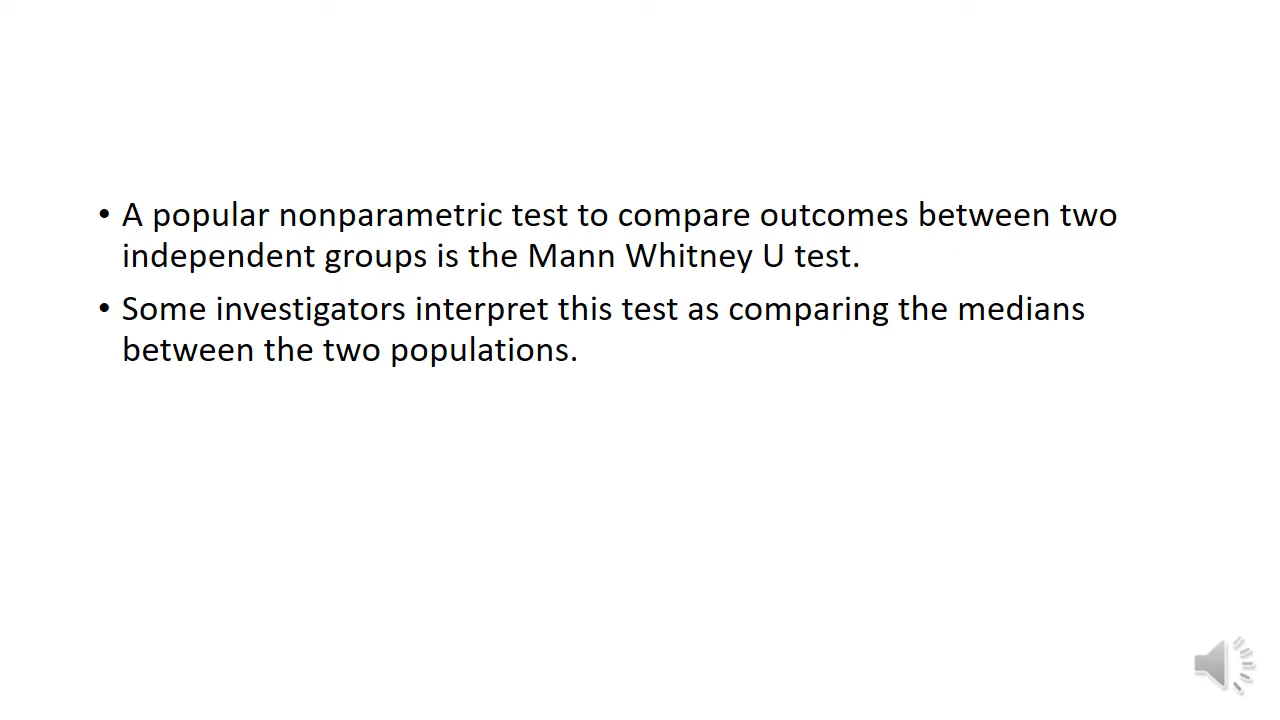 • A popular nonparametric test to compare outcomes between two
independent groups is the Mann Whitney U test.
• Some investigators interpret this test as comparing the medians
between the two populations.